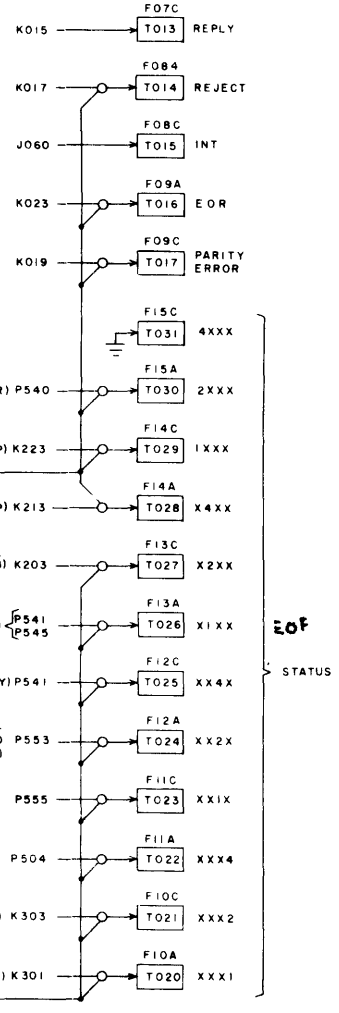 F07C
K015 T013 REPLY
F084
K017 T014 REJECT
F08C
J060 T015 INT
F09A
K023 T016 EOR
F09C
K019 T017 PARITY
ERROR
F15C
T031 4XXX
F15A
) P540 T030 2XXX
F14C
) K223 T029 1XXX
F14A
) K213 T028 X4XX
F13C
) K203 T027 X2XX
F13A
P541
P545 T026 X1XX EOF
F12C
Y) P541 T025 XX4X
STATUS
F12A
P553 T024 XX2X
F11C
P555 T023 XX1X
F11A
P504 T022 XXX4
F10C
) K303 T021 XXX2
F10A
) K301 T020 XXX1